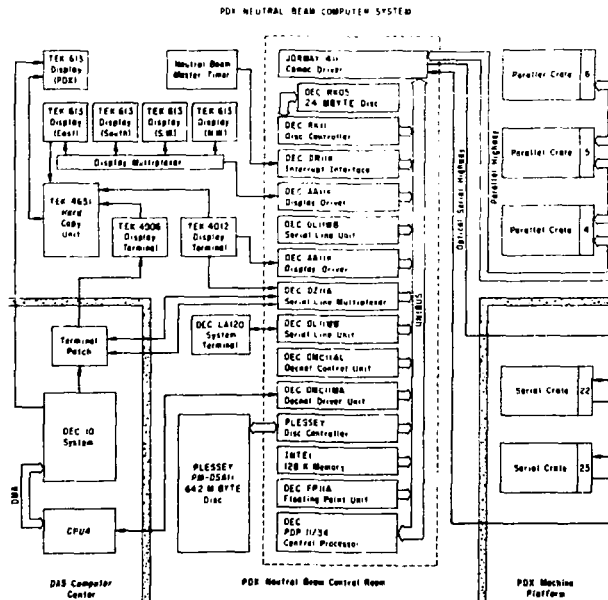 PDX NEUTRAL BEAM COMPUTER SYSTEM
TEK 613
Display
(PDX)
Neutral Beam
Master Timer
TEK 613
Display
(East)
TEK 613
Display
(South)
TEK 613
Display
(S.W.)
TEK 613
Display
(N.W.)
Display Multiplexer
TEK 4631
Hard
Copy
Unit
TEK 4006
Display
Terminal
TEK 4012
Display
Terminal
Terminal
Patch
DEC LA120
System
Terminal
DEC 10
System
DMA
CPU4
PLESSEY
PM-DSA11
642 M BYTE
Disc
JORWAY 411
Camac Driver
DEC RK05
24 MBYTE Disc
DEC RK11
Disc Controller
DEC DR11B
Interrupt Interface
DEC AA11K
Display Driver
DEC DL11WB
Serial Line Unit
DEC AA11K
Display Driver
DEC DZ11A
Serial Line Multiplexer
DEC DL11WB
Serial Line Unit
DEC DMC11AL
Decnet Control Unit
DEC DMC11MA
Decnet Driver Unit
PLESSEY
Disc Controller
INTEL
128 K Memory
DEC FP11A
Floating Point Unit
DEC
PDP 11/34
Control Processor
UNIBUS
Optical Serial Highway
Parallel Highway
Parallel Crate 6
Parallel Crate 5
Parallel Crate 4
Serial Crate 22
Serial Crate 23
DAS Computer
Center
PDX Neutral Beam Control Room
PDX Machine
Platform